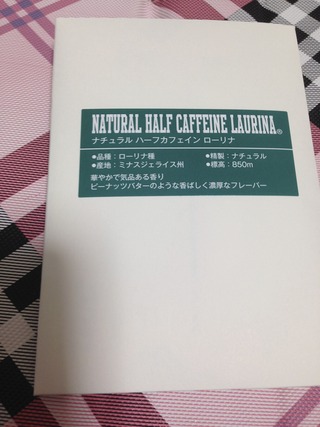 NATURAL HALF CAFFEINE LAURINA®
ナチュラル ハーフカフェイン ローリナ
●品種：ローリナ種 ●精製：ナチュラル
●産地：ミナスジェライス州 ●標高：850m
華やかで気品ある香り
ピーナッツバターのような香ばしく濃厚なフレーバー